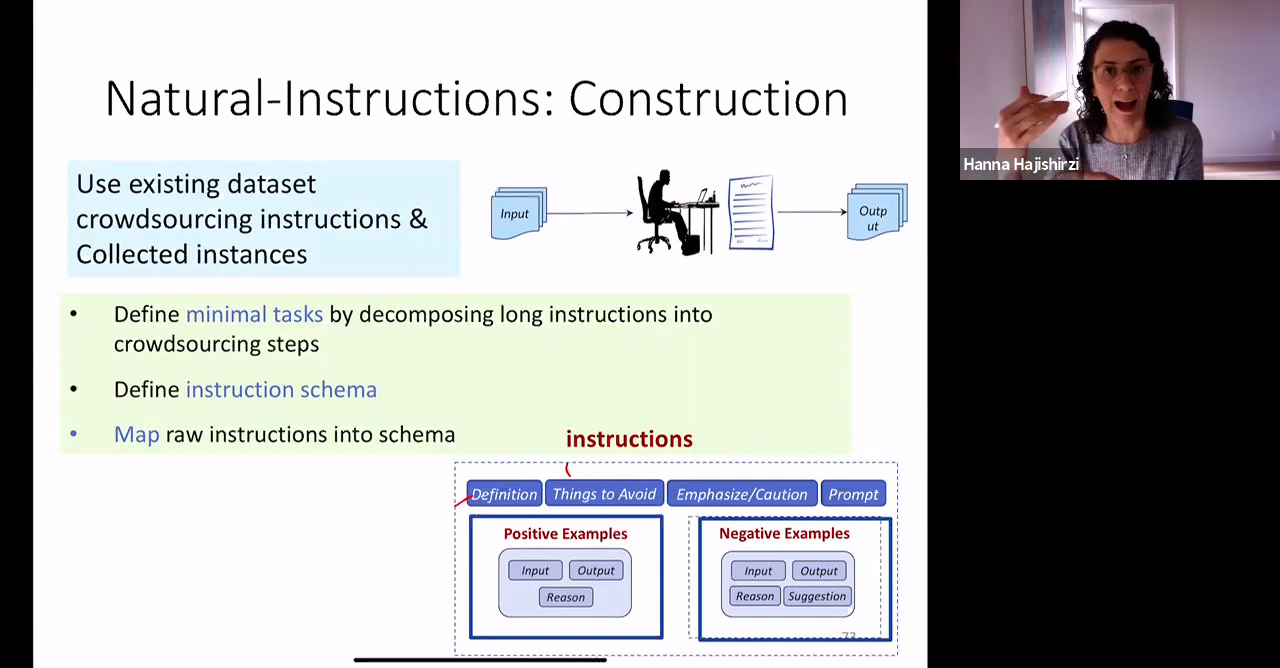 Natural-Instructions: Construction
Hanna Hajishirzi
Use existing dataset
crowdsourcing instructions &
Collected instances
Input
Outp
ut
• Define minimal tasks by decomposing long instructions into
crowdsourcing steps
• Define instruction schema
• Map raw instructions into schema
instructions
Definition
Things to Avoid
Emphasize/Caution
Prompt
Positive Examples
Input
Output
Reason
Negative Examples
Input
Output
Reason
Suggestion
73